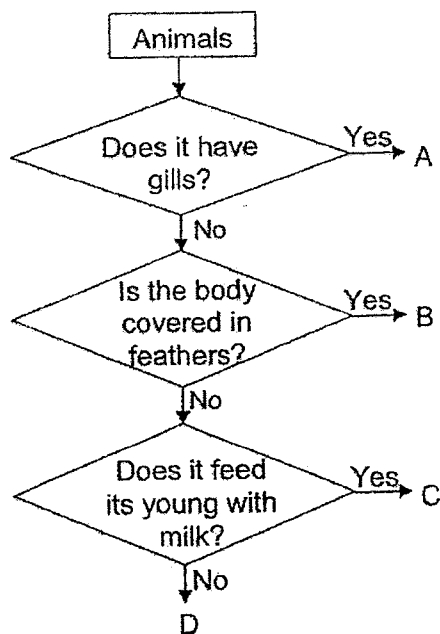 Animals
Does it have
gills?
Yes
A
No
Is the body
covered in
feathers?
Yes
B
No
Does it feed
its young with
milk?
Yes
C
No
D